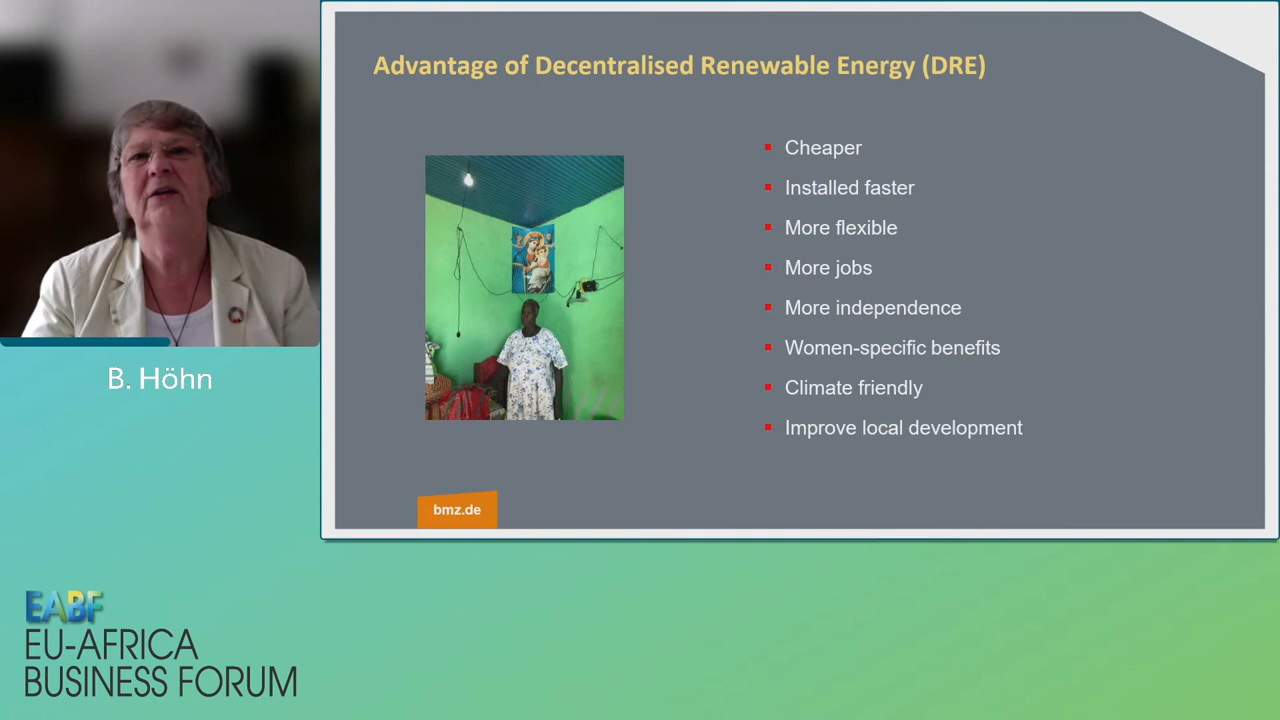 Advantage of Decentralised Renewable Energy (DRE)
Cheaper
Installed faster
More flexible
More jobs
More independence
Women-specific benefits
Climate friendly
Improve local development
bmz.de
B. Höhn
EABF
EU-AFRICA
BUSINESS FORUM